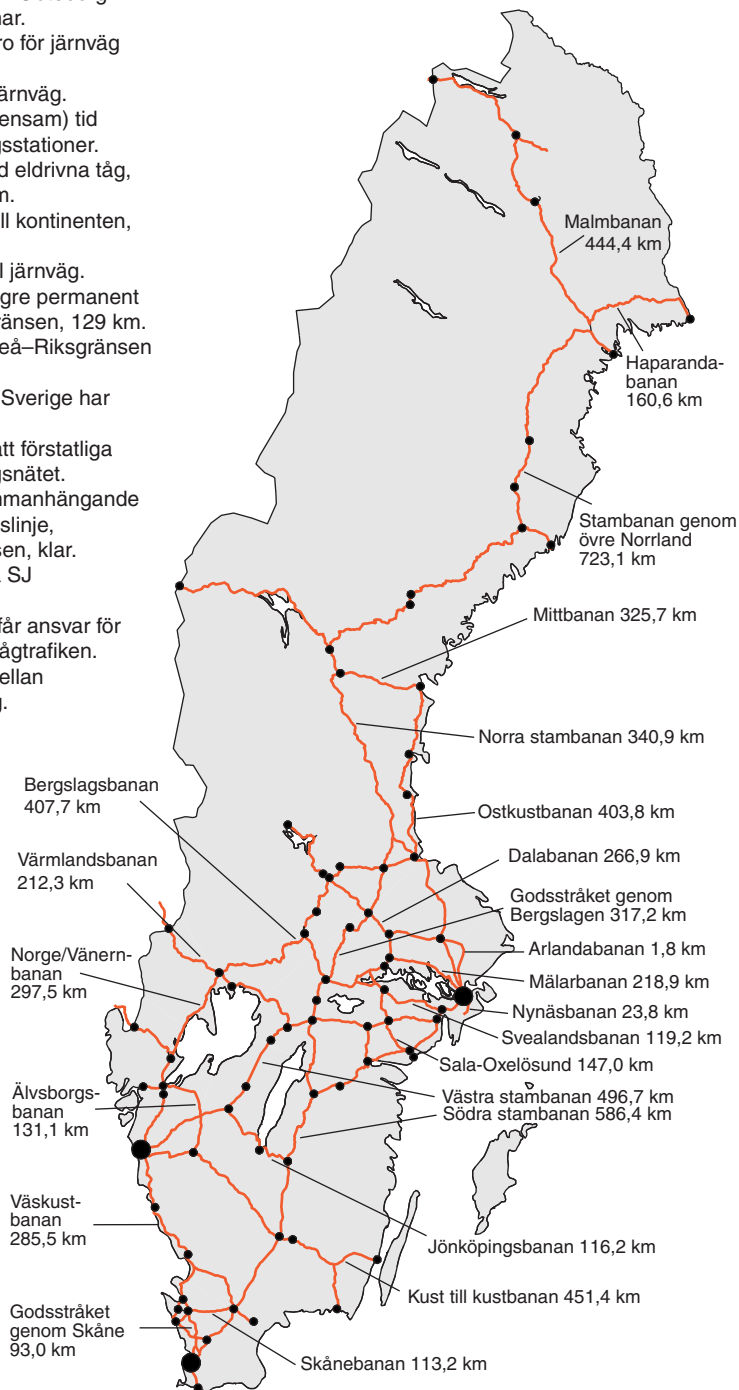 nar.
o för järnväg
ärnväg.
ensam) tid
gsstationer.
d eldrivna tåg,
m.
ll kontinenten,
l järnväg.
gre permanent
ränsen, 129 km.
eå–Riksgränsen
Sverige har
att förstatliga
gsnätet.
mmanhängande
slinje,
sen, klar.
SJ
får ansvar för
ågtrafiken.
ellan
g.
Malmbanan
444,4 km
Haparanda-
banan
160,6 km
Stambanan genom
övre Norrland
723,1 km
Mittbanan 325,7 km
Norra stambanan 340,9 km
Bergslagsbanan
407,7 km
Ostkustbanan 403,8 km
Värmlandsbanan
212,3 km
Dalabanan 266,9 km
Godsstråket genom
Bergslagen 317,2 km
Norge/Vänern-
banan
297,5 km
Arlandabanan 1,8 km
Mälarbanan 218,9 km
Nynäsbanan 23,8 km
Svealandsbanan 119,2 km
Sala-Oxelösund 147,0 km
Älvsborgs-
banan
131,1 km
Västra stambanan 496,7 km
Södra stambanan 586,4 km
Väskust-
banan
285,5 km
Jönköpingsbanan 116,2 km
Kust till kustbanan 451,4 km
Godsstråket
genom Skåne
93,0 km
Skånebanan 113,2 km